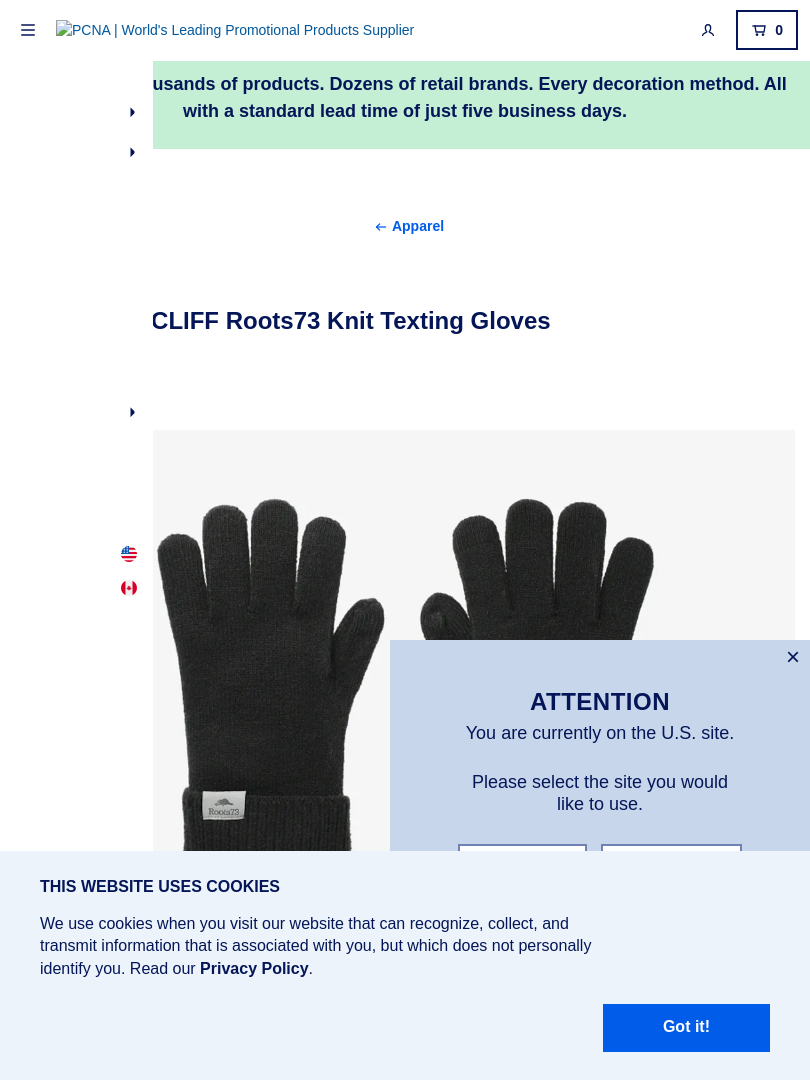 PCNA | World's Leading Promotional Products Supplier
0
usands of products. Dozens of retail brands. Every decoration method. All
with a standard lead time of just five business days.
Apparel
CLIFF Roots73 Knit Texting Gloves
Roots73
ATTENTION
You are currently on the U.S. site.
Please select the site you would
like to use.
THIS WEBSITE USES COOKIES
We use cookies when you visit our website that can recognize, collect, and
transmit information that is associated with you, but which does not personally
identify you. Read our Privacy Policy.
Got it!